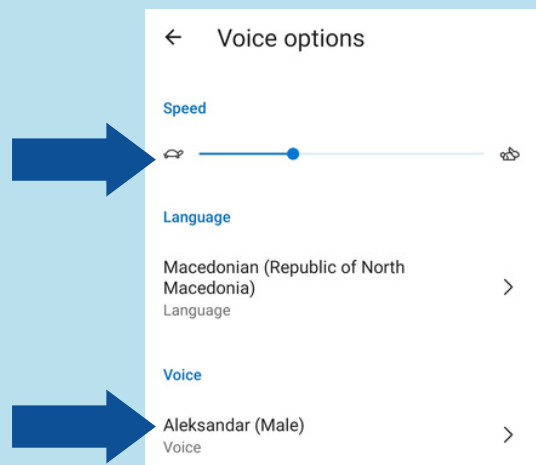 Voice options
Speed
Language
Macedonian (Republic of North
Macedonia)
Language
Voice
Aleksandar (Male)
Voice